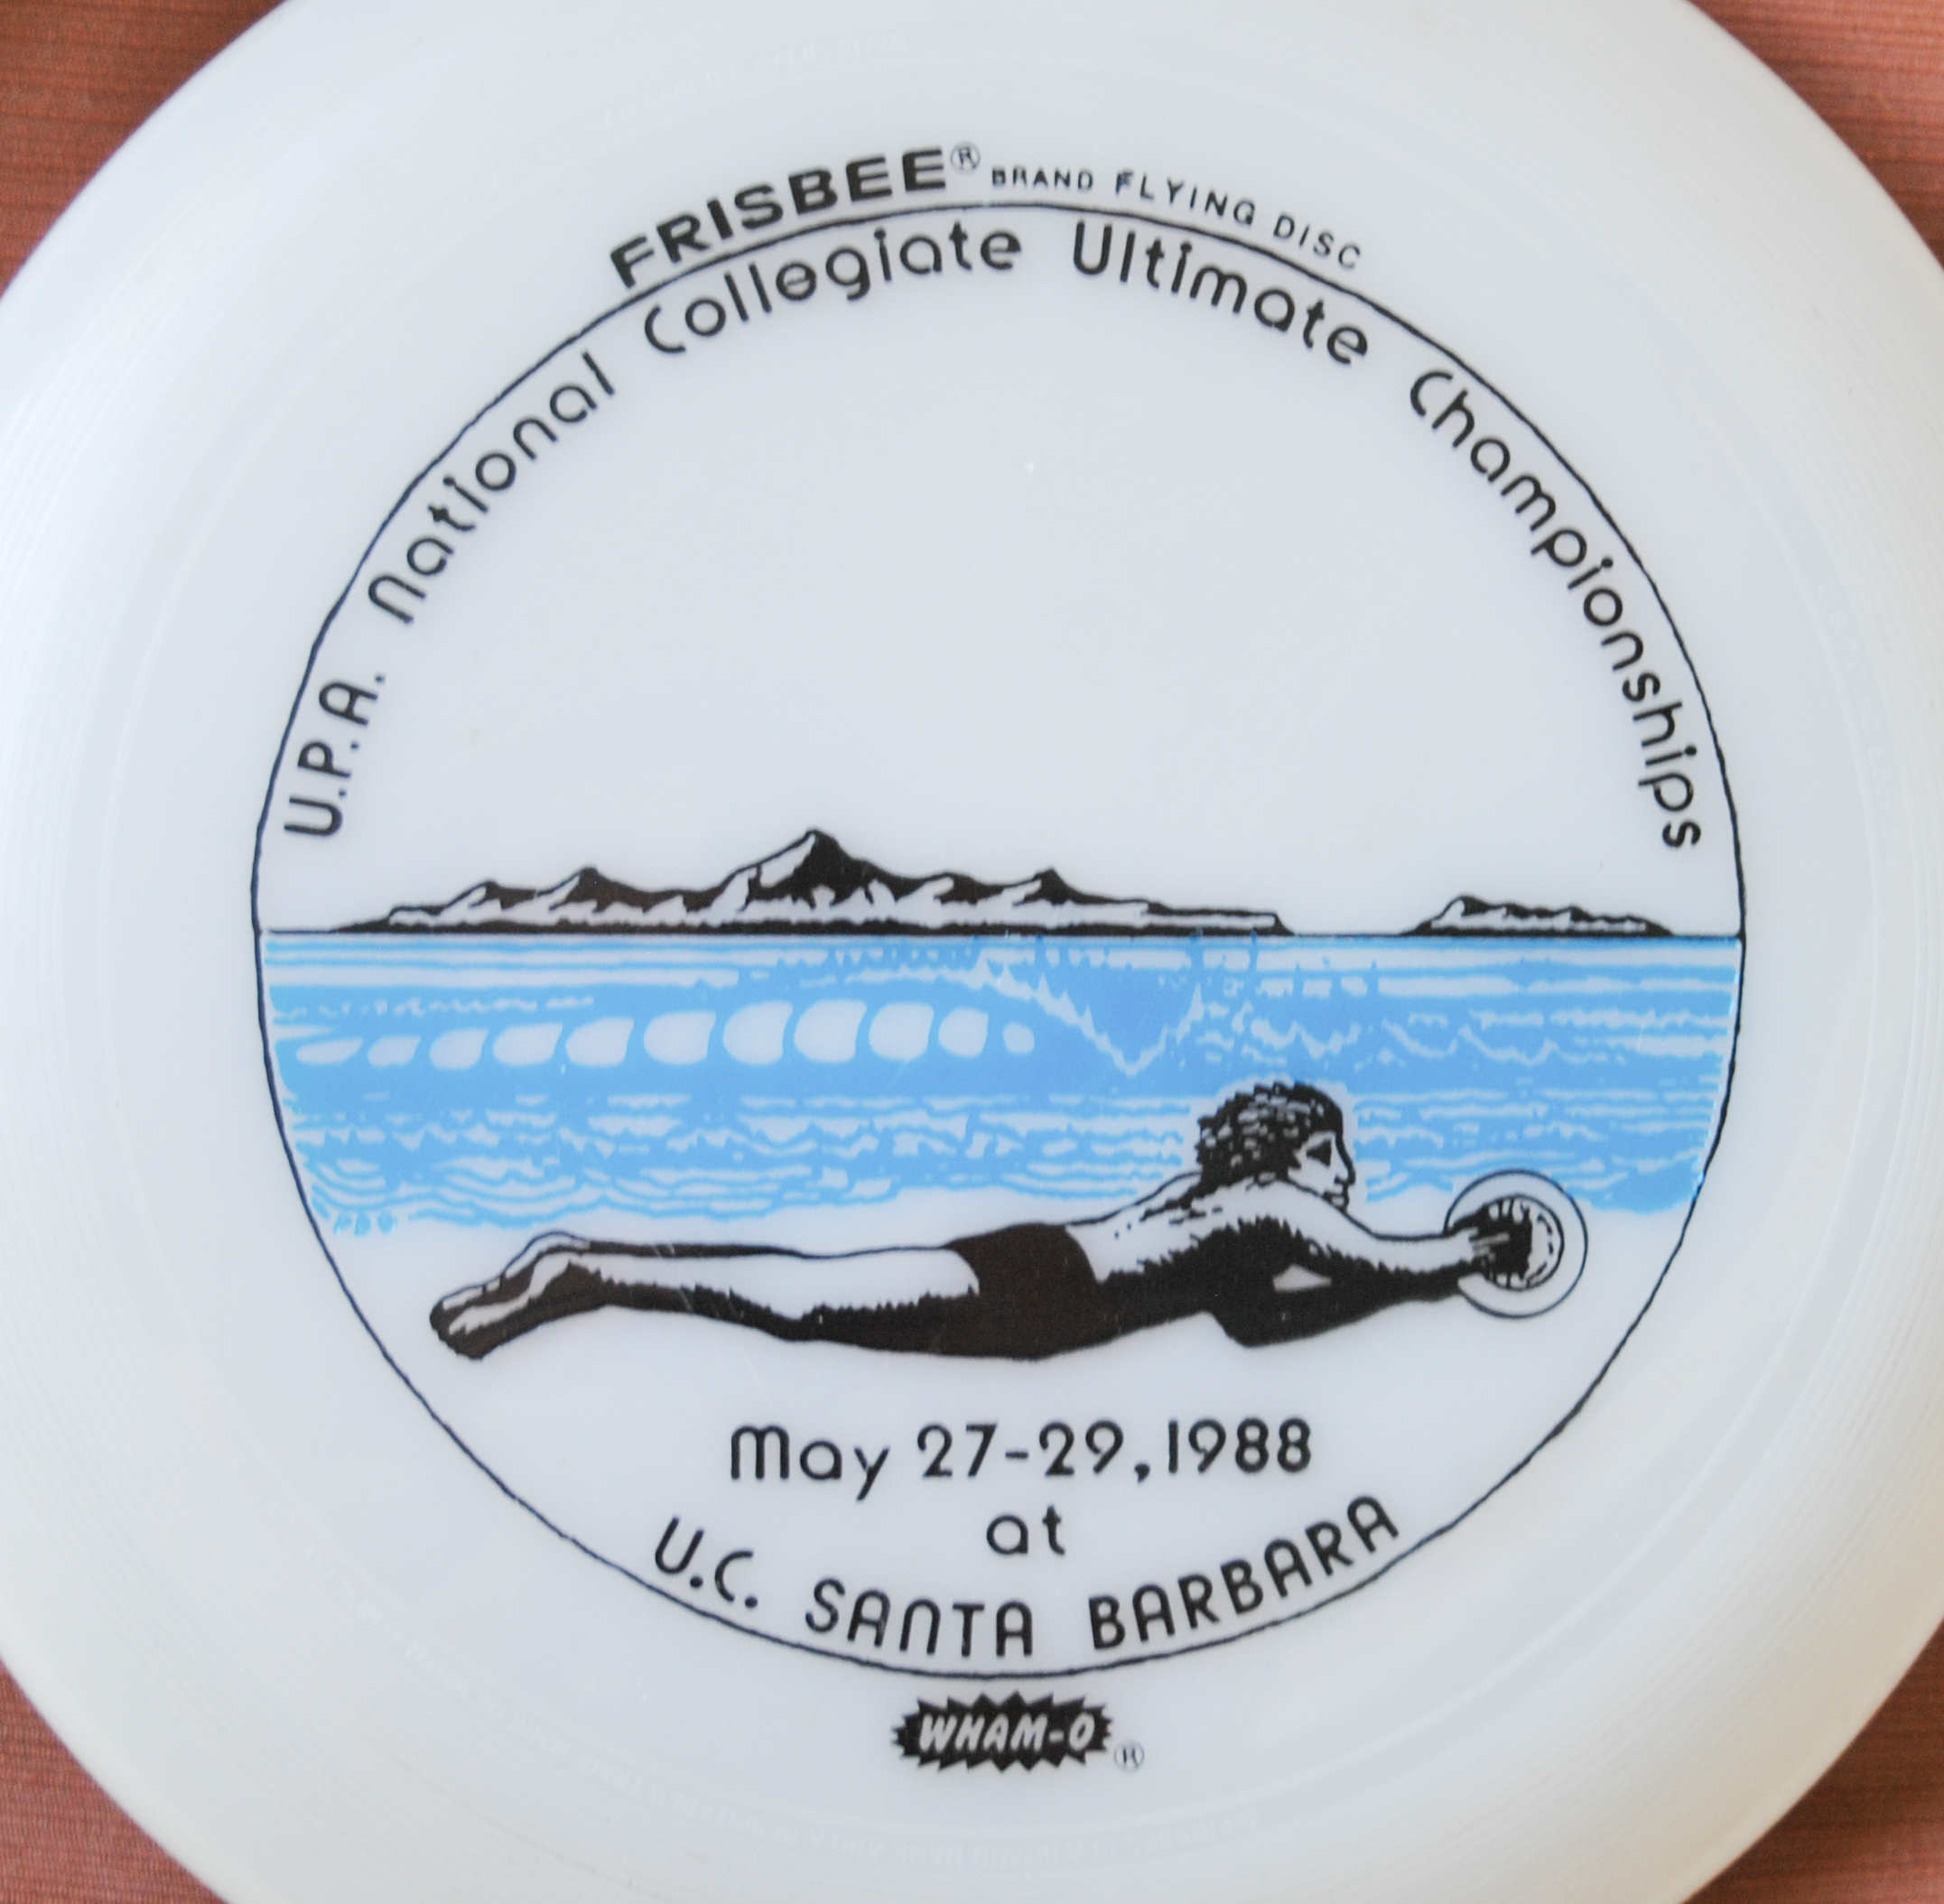 FRISBEE® BRAND FLYING DISC
U.P.A. National Collegiate Ultimate Championships
May 27-29, 1988
at
U.C. SANTA BARBARA
WHAM-O®